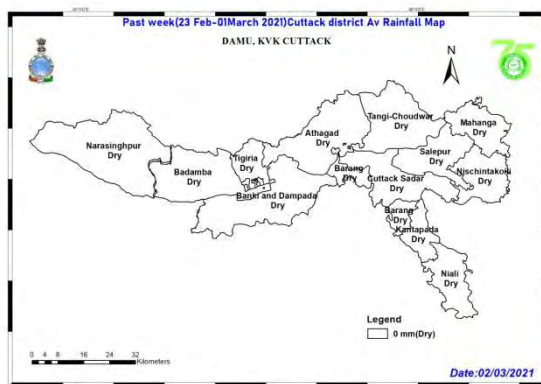 Past week(23 Feb-01March 2021)Cuttack district Av Rainfall Map
DAMU, KVK CUTTACK
N
75
Tangi-Choudwar
Dry
Mahanga
Dry
Athagad
Dry
Narasinghpur
Dry
Salepur
Dry
Tigiria
Dry
Badamba
Dry
Barang
Dry
Nischintakoili
Dry
Cuttack Sadar
Dry
Banki and Dampada
Dry
Barang
Dry
Kantapada
Dry
Niali
Dry
Legend
0 mm(Dry)
0 4 8 16 24 32
Kilometers
Date:02/03/2021